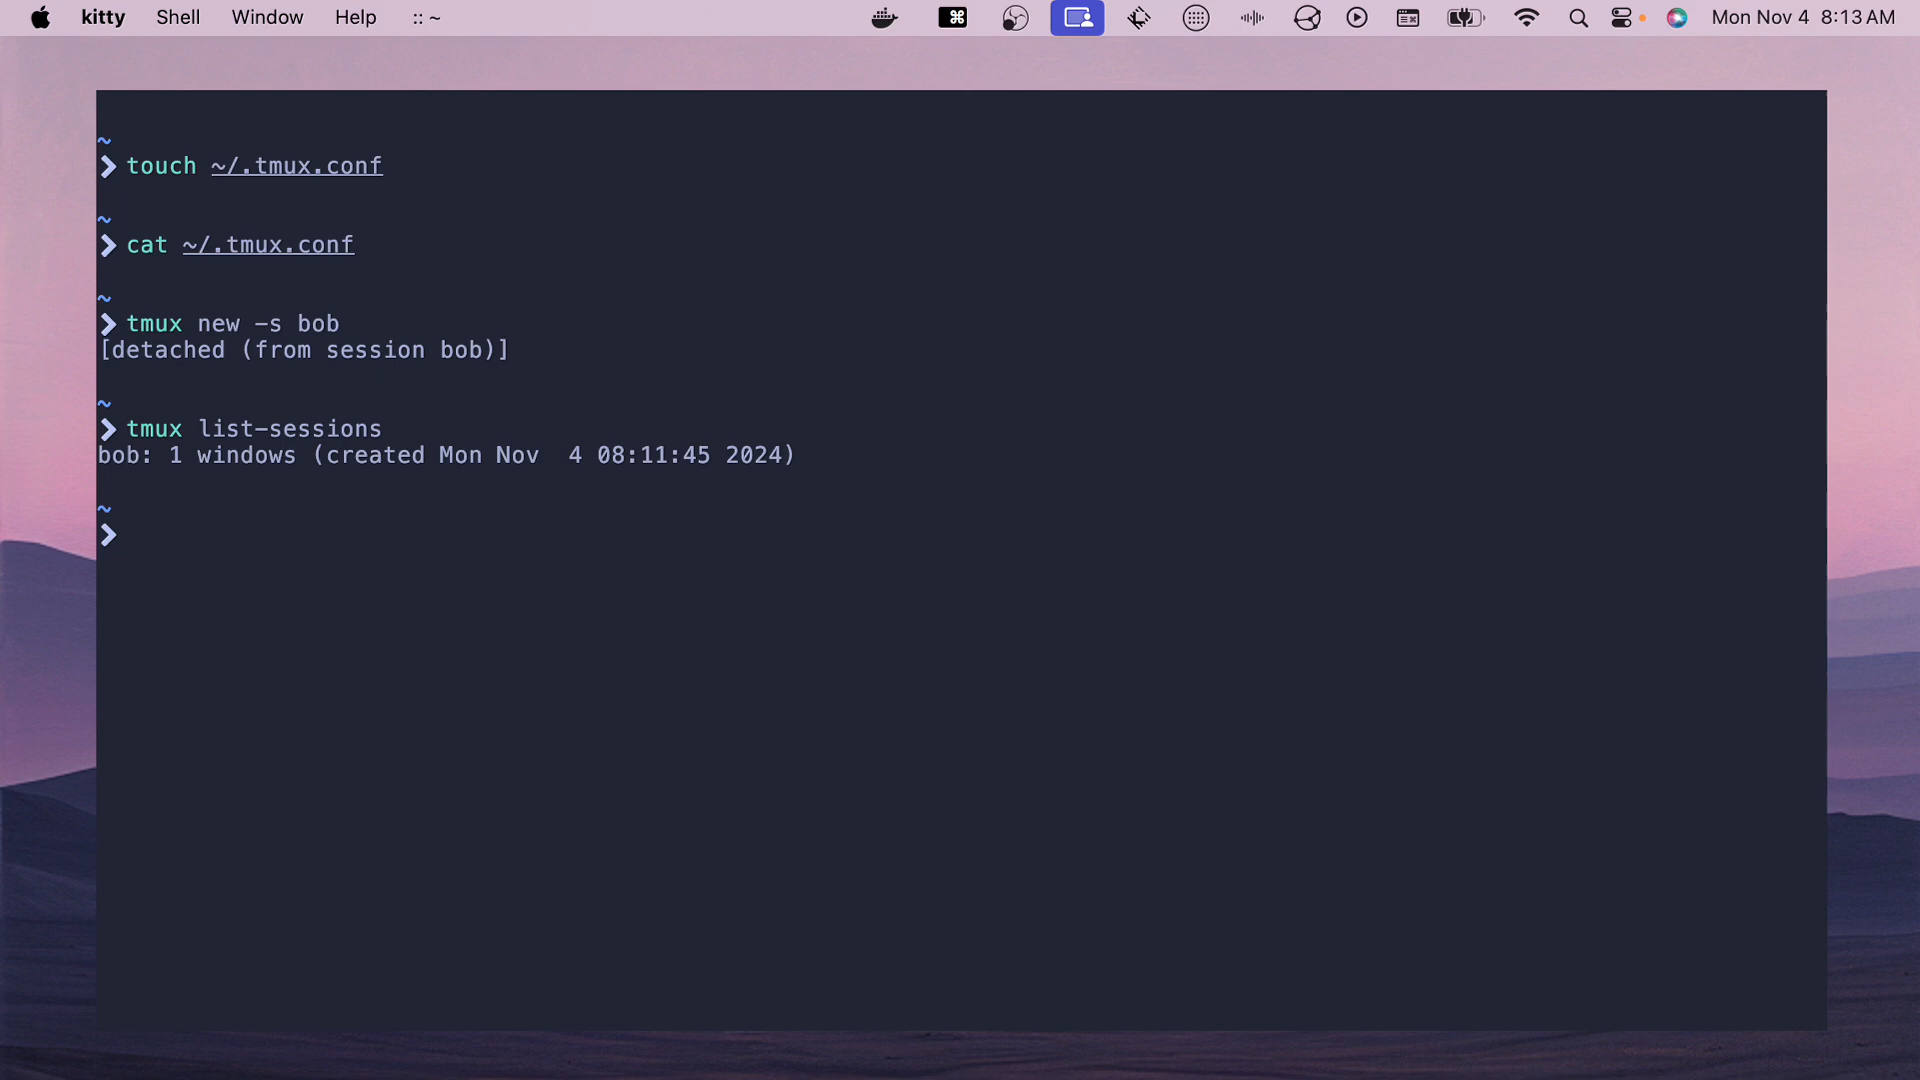 kitty Shell Window Help :: ~ Mon Nov 4 8:13 AM
~
❯ touch ~/.tmux.conf
~
❯ cat ~/.tmux.conf
~
❯ tmux new -s bob
[detached (from session bob)]
~
❯ tmux list-sessions
bob: 1 windows (created Mon Nov  4 08:11:45 2024)
~
❯